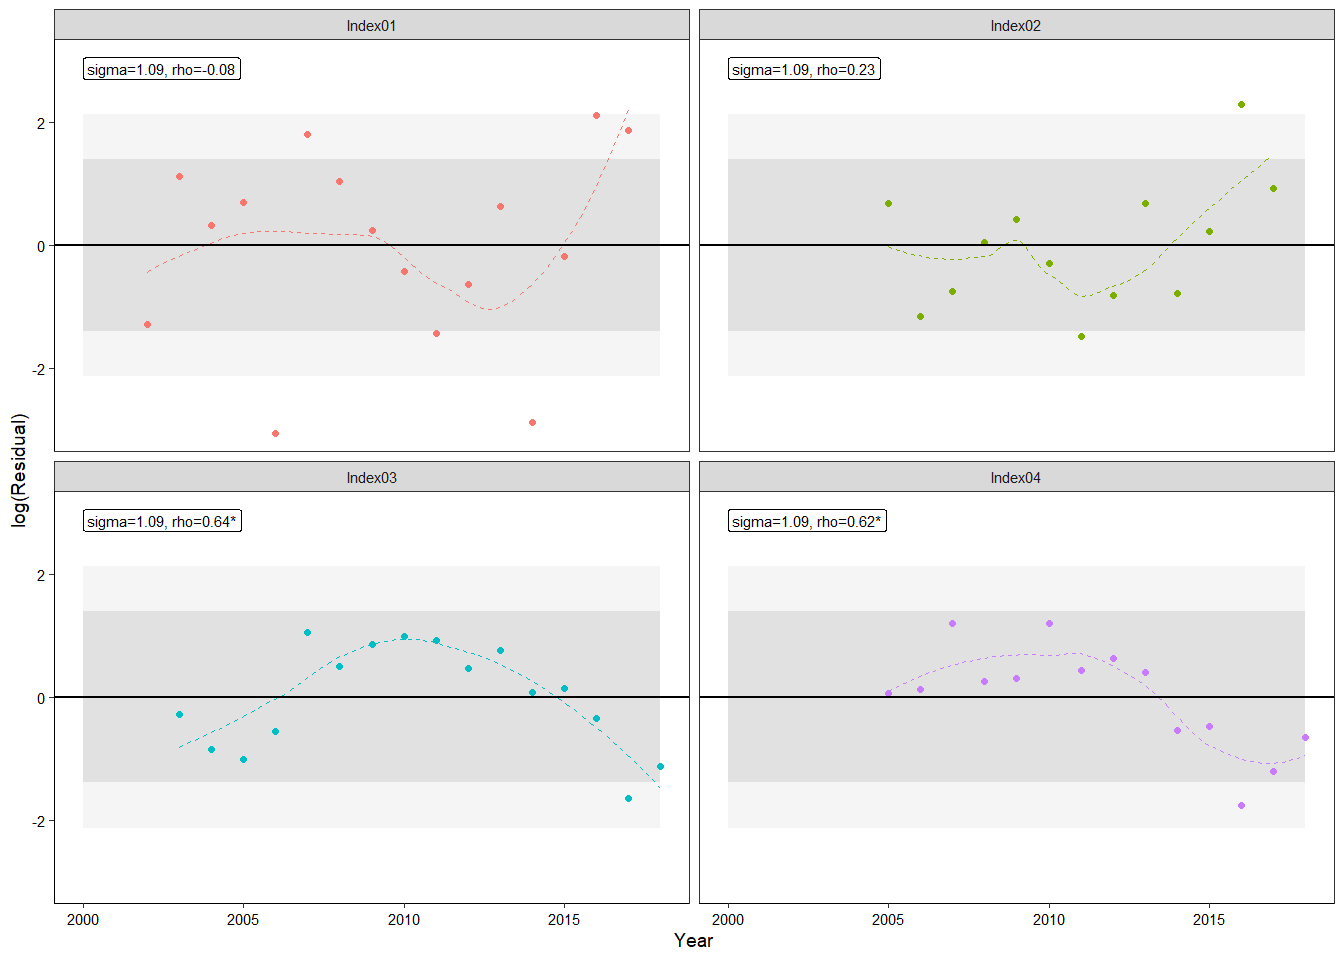 Index01
Index02
sigma=1.09, rho=-0.08
sigma=1.09, rho=0.23
2
0
-2
log(Residual)
Index03
Index04
sigma=1.09, rho=0.64*
sigma=1.09, rho=0.62*
2
0
-2
2000
2005
2010
2015
2000
2005
2010
2015
Year